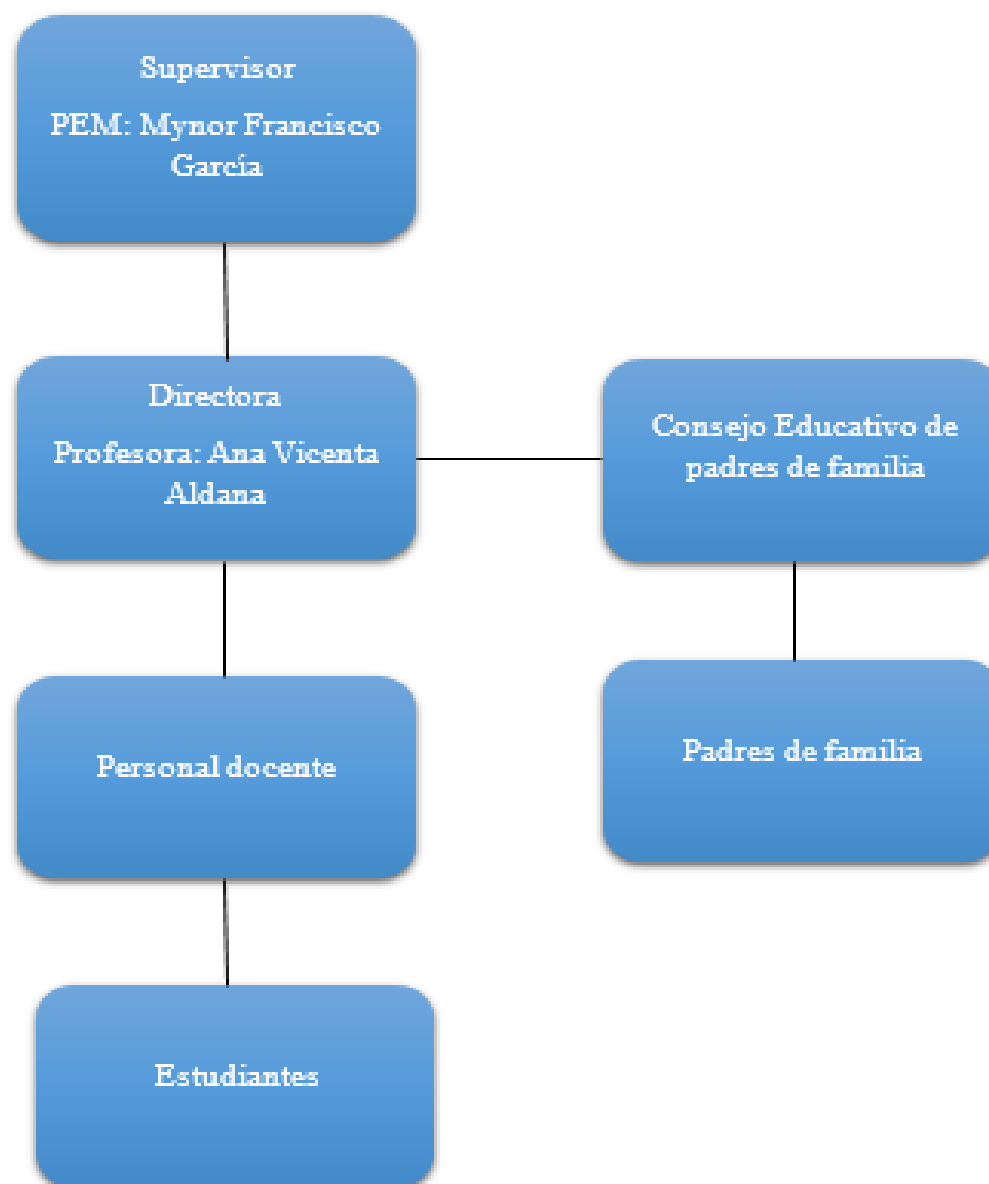 Supervisor
PEM: Mynor Francisco
García
Directora
Profesora: Ana Vicenta
Aldana
Consejo Educativo de
padres de familia
Personal docente
Padres de familia
Estudiantes